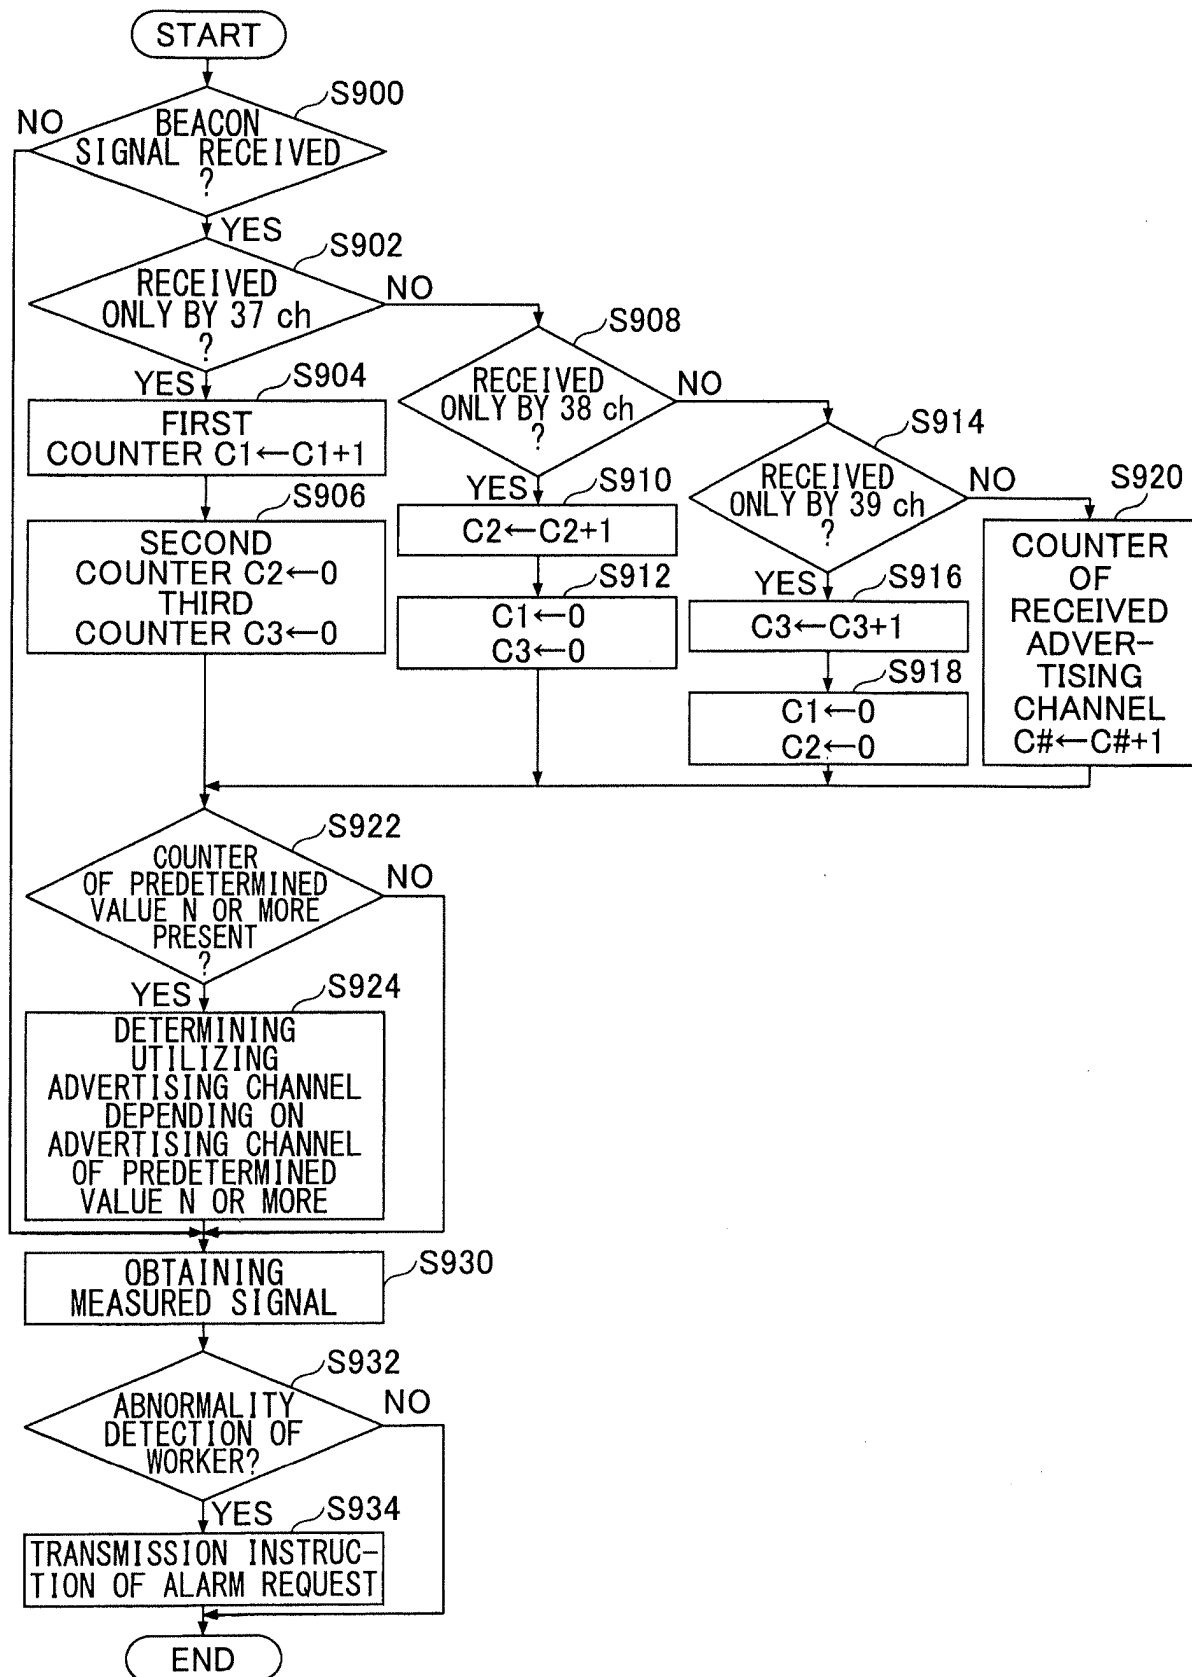 START
S900
NO
BEACON
SIGNAL RECEIVED
?
YES
S902
RECEIVED
ONLY BY 37 ch
?
NO
YES
S904
FIRST
COUNTER C1←C1+1
S906
SECOND
COUNTER C2←0
THIRD
COUNTER C3←0
S908
RECEIVED
ONLY BY 38 ch
?
NO
YES
S910
C2←C2+1
S912
C1←0
C3←0
S914
RECEIVED
ONLY BY 39 ch
?
NO
YES
S916
C3←C3+1
S918
C1←0
C2←0
S920
COUNTER
OF
RECEIVED
ADVER-
TISING
CHANNEL
C#←C#+1
S922
COUNTER
OF PREDETERMINED
VALUE N OR MORE
PRESENT
?
NO
YES
S924
DETERMINING
UTILIZING
ADVERTISING CHANNEL
DEPENDING ON
ADVERTISING CHANNEL
OF PREDETERMINED
VALUE N OR MORE
S930
OBTAINING
MEASURED SIGNAL
S932
ABNORMALITY
DETECTION OF
WORKER?
NO
YES
S934
TRANSMISSION INSTRUC-
TION OF ALARM REQUEST
END